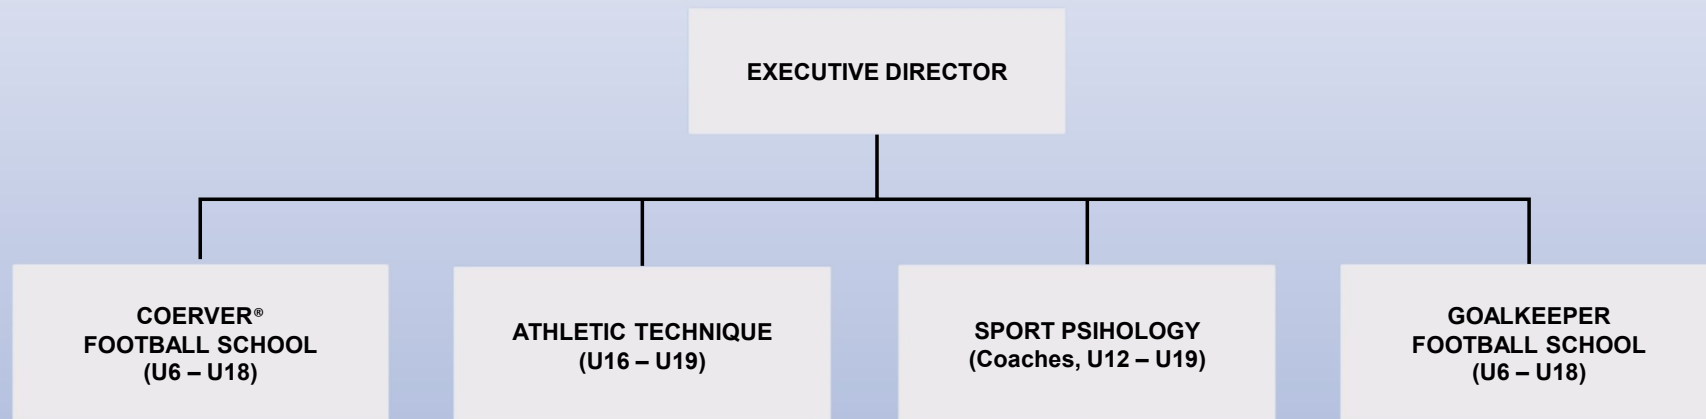 EXECUTIVE DIRECTOR
COERVER®
FOOTBALL SCHOOL
(U6 – U18)
ATHLETIC TECHNIQUE
(U16 – U19)
SPORT PSIHOLOGY
(Coaches, U12 – U19)
GOALKEEPER
FOOTBALL SCHOOL
(U6 – U18)